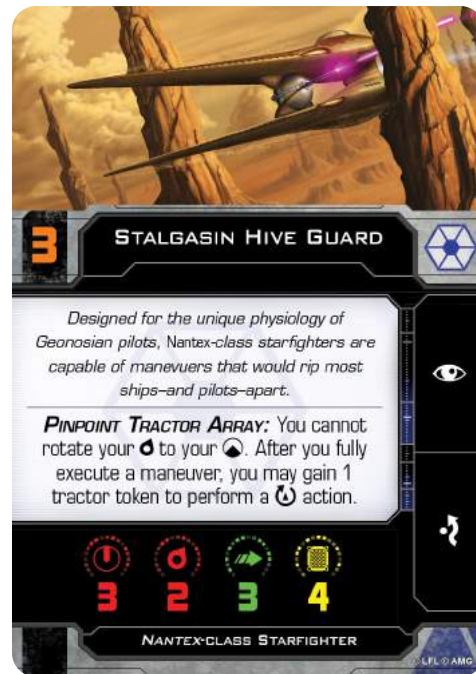 3
STALGASIN HIVE GUARD
Designed for the unique physiology of
Geonosian pilots, Nantex-class starfighters are
capable of manevuers that would rip most
ships–and pilots–apart.
PINPOINT TRACTOR ARRAY: You cannot
rotate your to your . After you fully
execute a maneuver, you may gain 1
tractor token to perform a action.
3 2 3 4
NANTEX-CLASS STARFIGHTER
© LFL © AMG